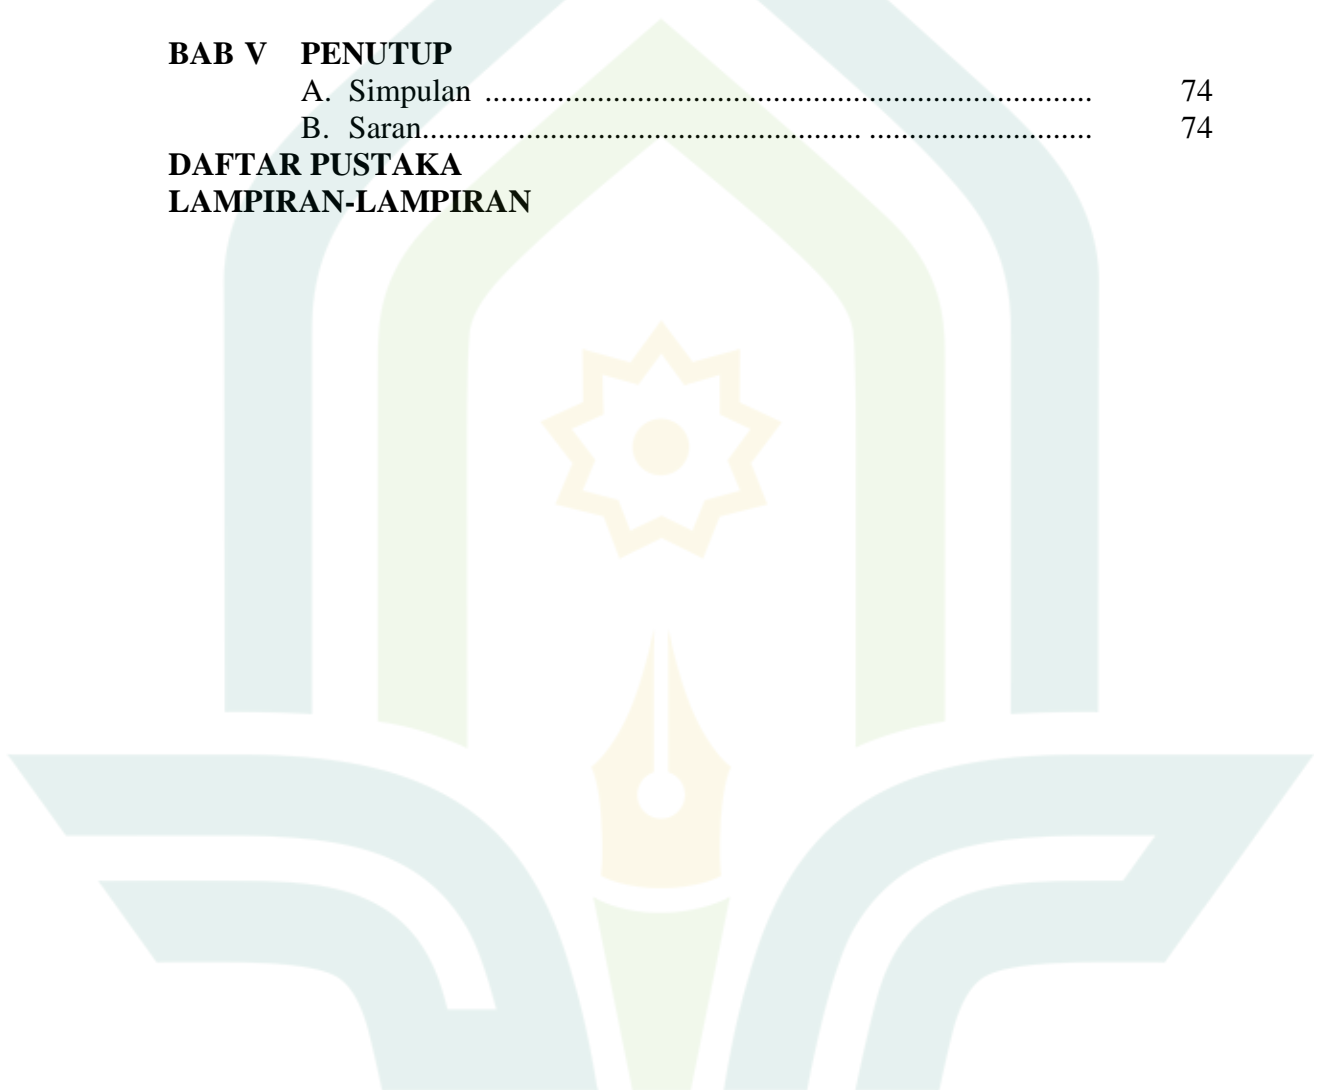 BAB V PENUTUP
A. Simpulan ........................................................................... 74
B. Saran....................................................... ............................ 74
DAFTAR PUSTAKA
LAMPIRAN-LAMPIRAN